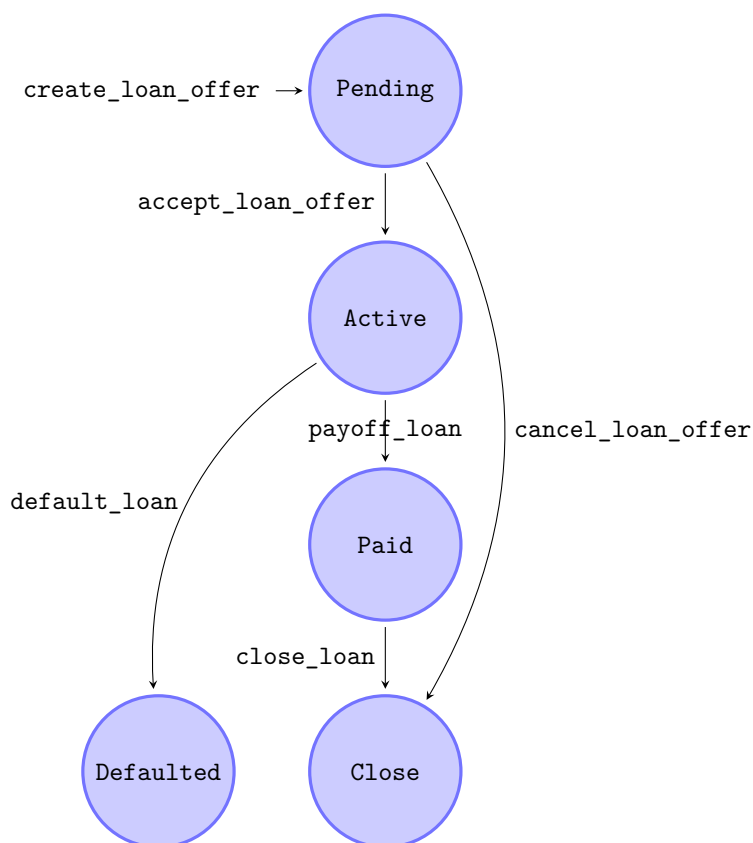 create_loan_offer
Pending
accept_loan_offer
Active
payoff_loan
cancel_loan_offer
default_loan
Paid
close_loan
Defaulted
Close